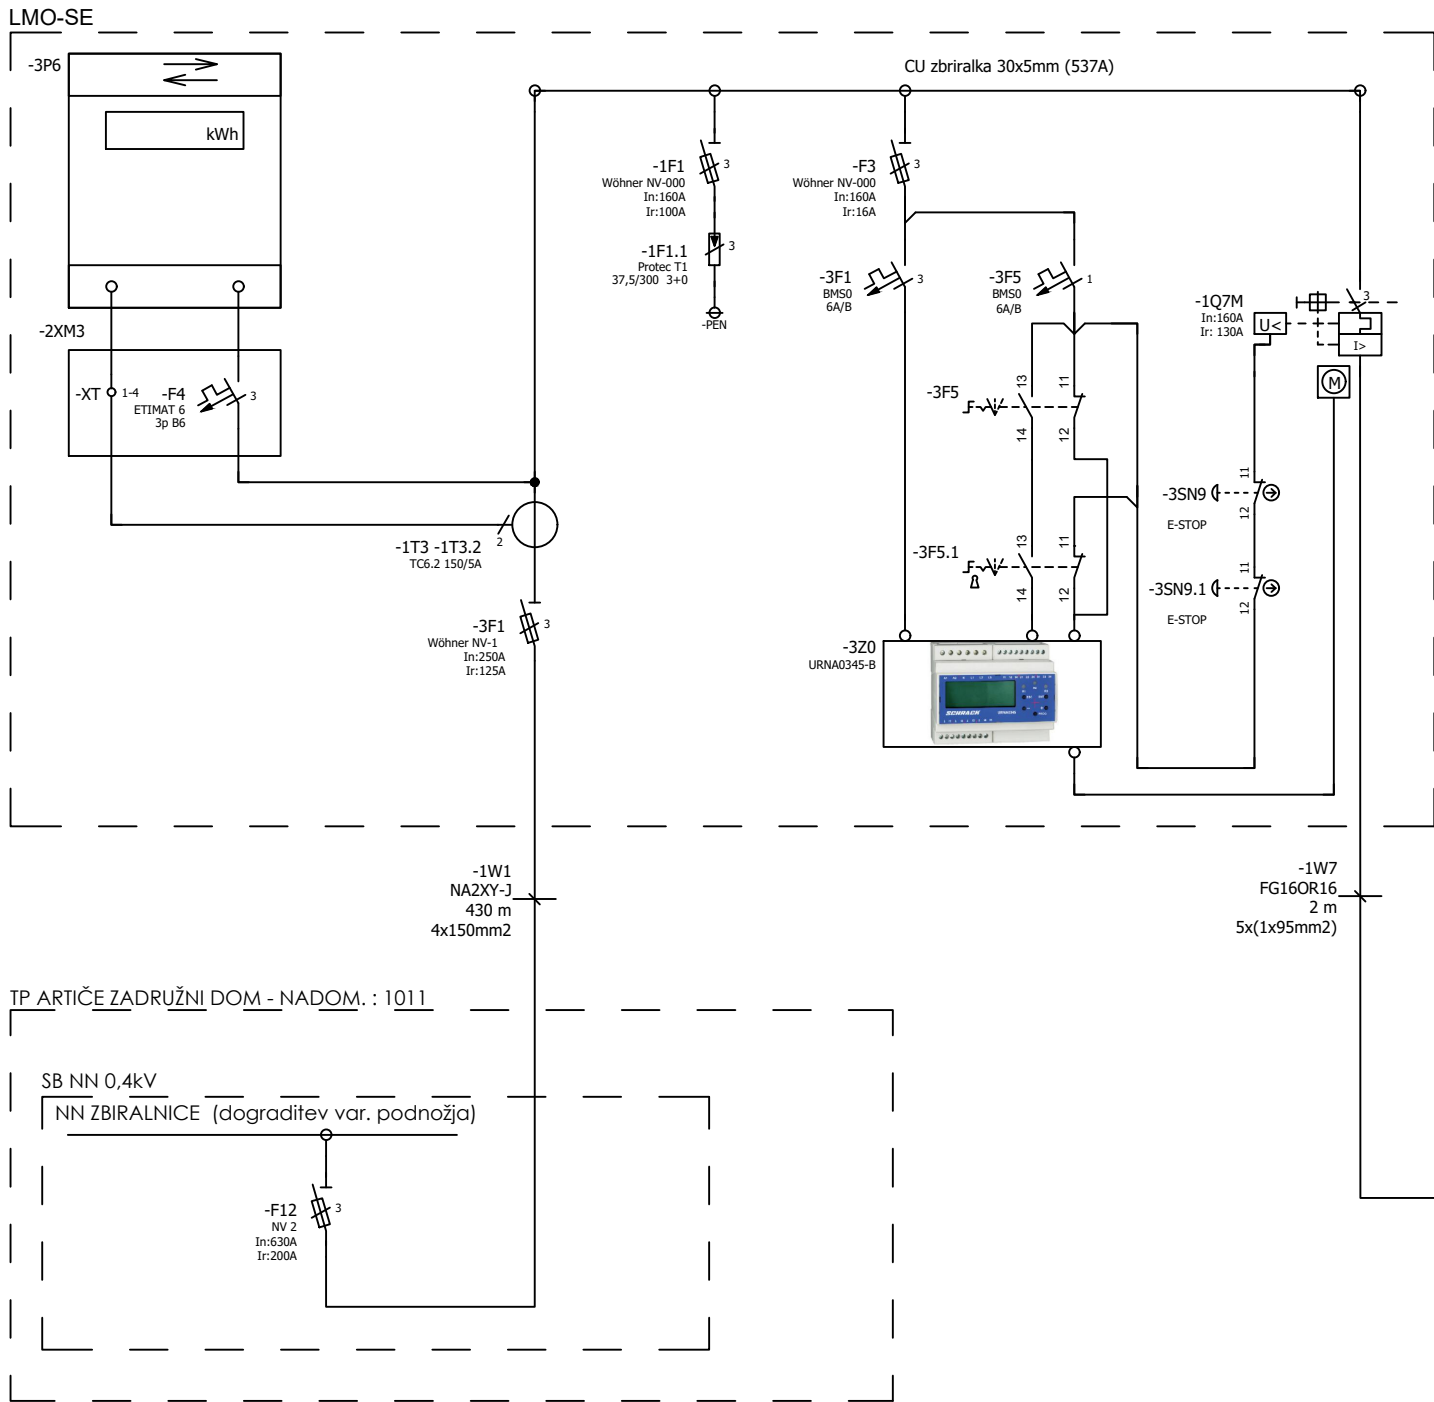 LMO-SE
-3P6
kWh
CU zbriralka 30x5mm (537A)
-1F1
Wöhner NV-000
In:160A
Ir:100A
3
-F3
Wöhner NV-000
In:160A
Ir:16A
3
-1F1.1
Protec T1
37,5/300 3+0
3
-PEN
-3F1
BMS0
6A/B
3
-3F5
BMS0
6A/B
1
-1Q7M
In:160A
Ir: 130A
3
U<
I>
M
-2XM3
-XT
1-4
-F4
ETIMAT 6
3p B6
3
-3F5
13
14
11
12
-3SN9
11
12
E-STOP
-1T3 -1T3.2
TC6.2 150/5A
2
-3F5.1
13
14
11
12
-3SN9.1
11
12
E-STOP
-3F1
Wöhner NV-1
In:250A
Ir:125A
3
-3Z0
URNA0345-B
SCHRACK
-1W1
NA2XY-J
430 m
4x150mm2
-1W7
FG16OR16
2 m
5x(1x95mm2)
TP ARTIČE ZADRUŽNI DOM - NADOM. : 1011
SB NN 0,4kV
NN ZBIRALNICE (dograditev var. podnožja)
-F12
NV 2
In:630A
Ir:200A
3